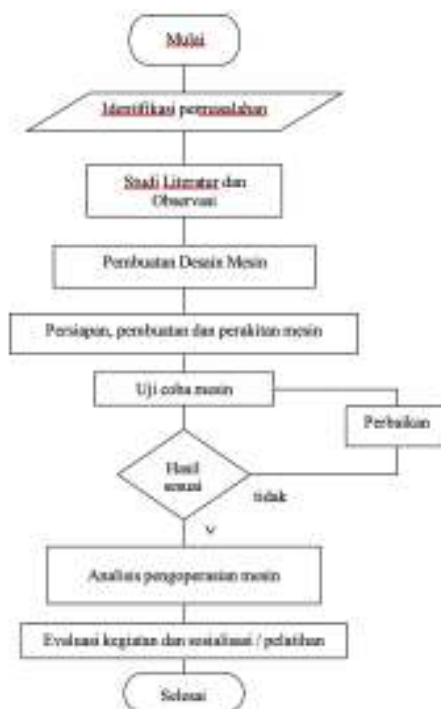 Mulai
Identifikasi permasalahan
Studi Literatur dan
Observasi
Pembuatan Desain Mesin
Persiapan, pembuatan dan perakitan mesin
Uji coba mesin
Perbaikan
Hasil
sesuai
tidak
Analisis pengoperasian mesin
Evaluasi kegiatan dan sosialisasi / pelatihan
Selesai